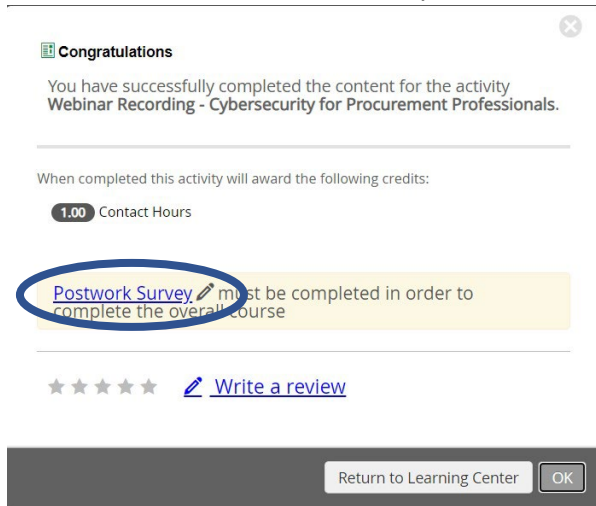 Congratulations
You have successfully completed the content for the activity
Webinar Recording - Cybersecurity for Procurement Professionals.
When completed this activity will award the following credits:
1.00 Contact Hours
Postwork Survey must be completed in order to
complete the overall course
Write a review
Return to Learning Center OK